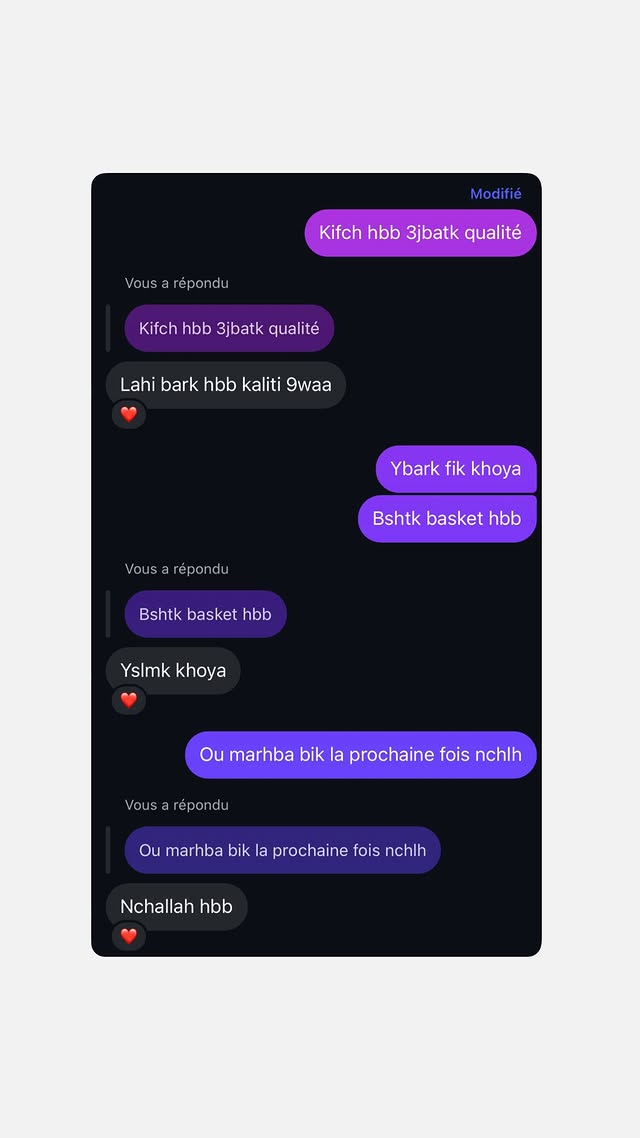 Modifié
Kifch hbb 3jbatk qualité
Vous a répondu
Kifch hbb 3jbatk qualité
Lahi bark hbb kaliti 9waa
Ybark fik khoya
Bshtk basket hbb
Vous a répondu
Bshtk basket hbb
Yslmk khoya
Ou marhba bik la prochaine fois nchlh
Vous a répondu
Ou marhba bik la prochaine fois nchlh
Nchallah hbb